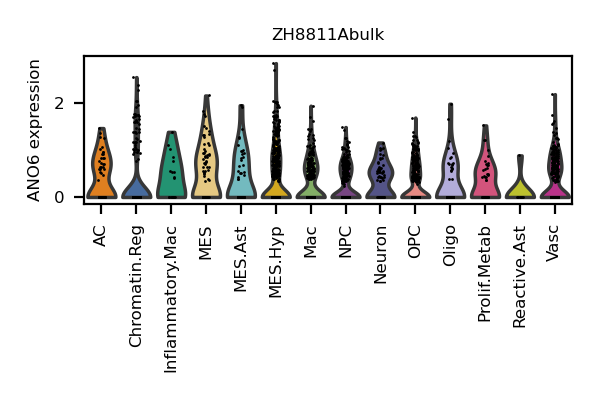 ZH8811Abulk
ANO6 expression
2
0
AC
Chromatin.Reg
Inflammatory.Mac
MES
MES.Ast
MES.Hyp
Mac
NPC
Neuron
OPC
Oligo
Prolif.Metab
Reactive.Ast
Vasc